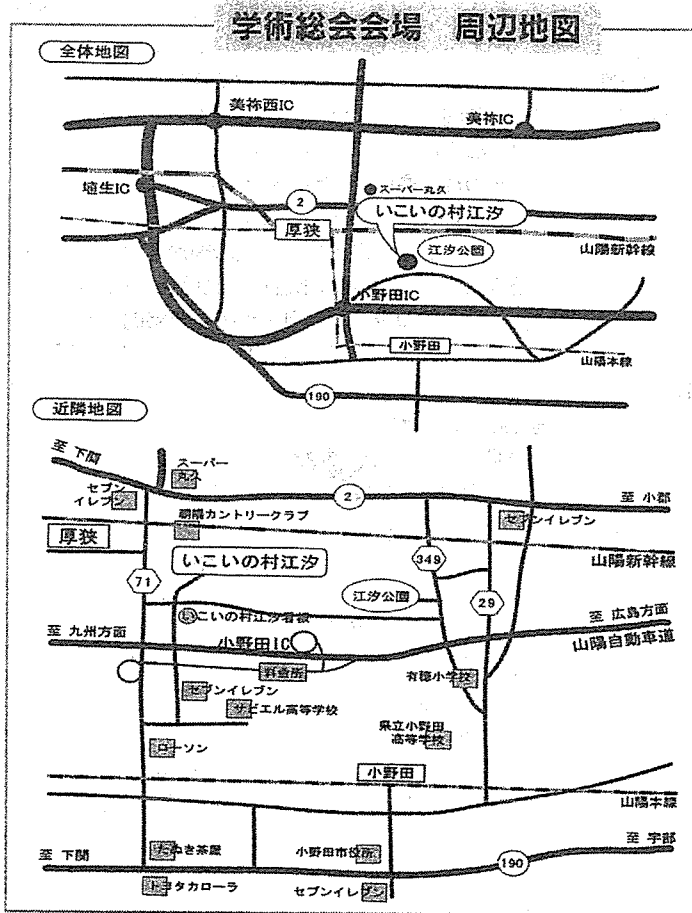 学術総会会場 周辺地図
全体地図
美祢西IC
美祢IC
埴生IC
スーパー丸久
2
いこいの村江汐
厚狭
江汐公園
山陽新幹線
小野田IC
小野田
山陽本線
190
近隣地図
至 下関
スーパー
丸久
セブン
イレブン
2
至 小郡
朝陽カントリークラブ
セブンイレブン
厚狭
山陽新幹線
いこいの村江汐
348
71
江汐公園
29
いこいの村江汐看板
至 広島方面
至 九州方面
小野田IC
山陽自動車道
料金所
有穂小学校
セブンイレブン
サビエル高等学校
県立小野田
高等学校
ローソン
小野田
山陽本線
至 宇部
たぬき茶屋
小野田市役所
至 下関
190
トヨタカローラ
セブンイレブン